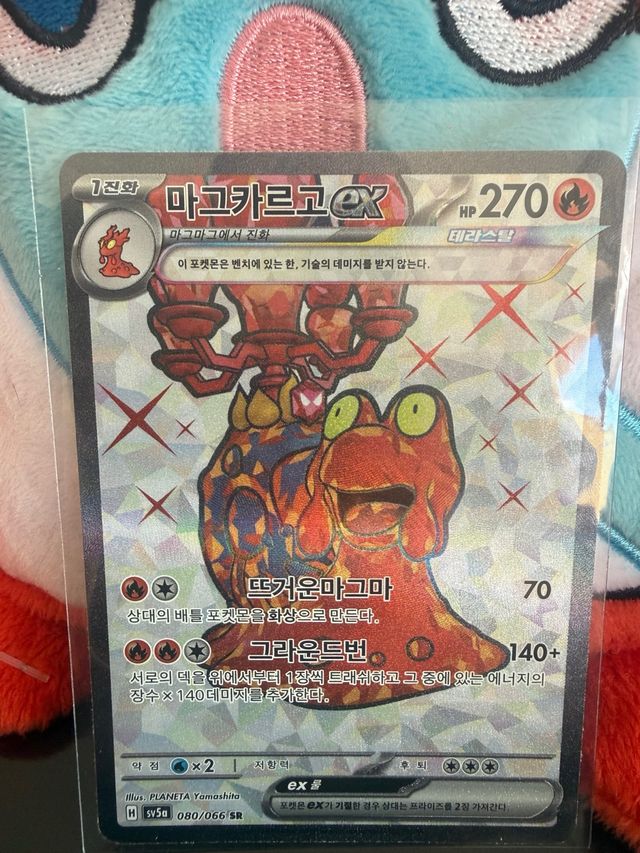 1진화
마그카르고 ex HP 270
마그마그에서 진화 테라스탈
이 포켓몬은 벤치에 있는 한, 기술의 데미지를 받지 않는다.
뜨거운마그마 70
상대의 배틀 포켓몬을 화상으로 만든다.
그라운드번 140+
서로의 덱을 위에서부터 1장씩 트래쉬하고 그 중에 있는 에너지의
장수×140데미지를 추가한다.
약점 ×2 저항력 후퇴
ex 룰
포켓몬 ex가 기절한 경우 상대는 프라이즈를 2장 가져간다.
Illus. PLANETA Yamashita
H sv5a 080/066 SR